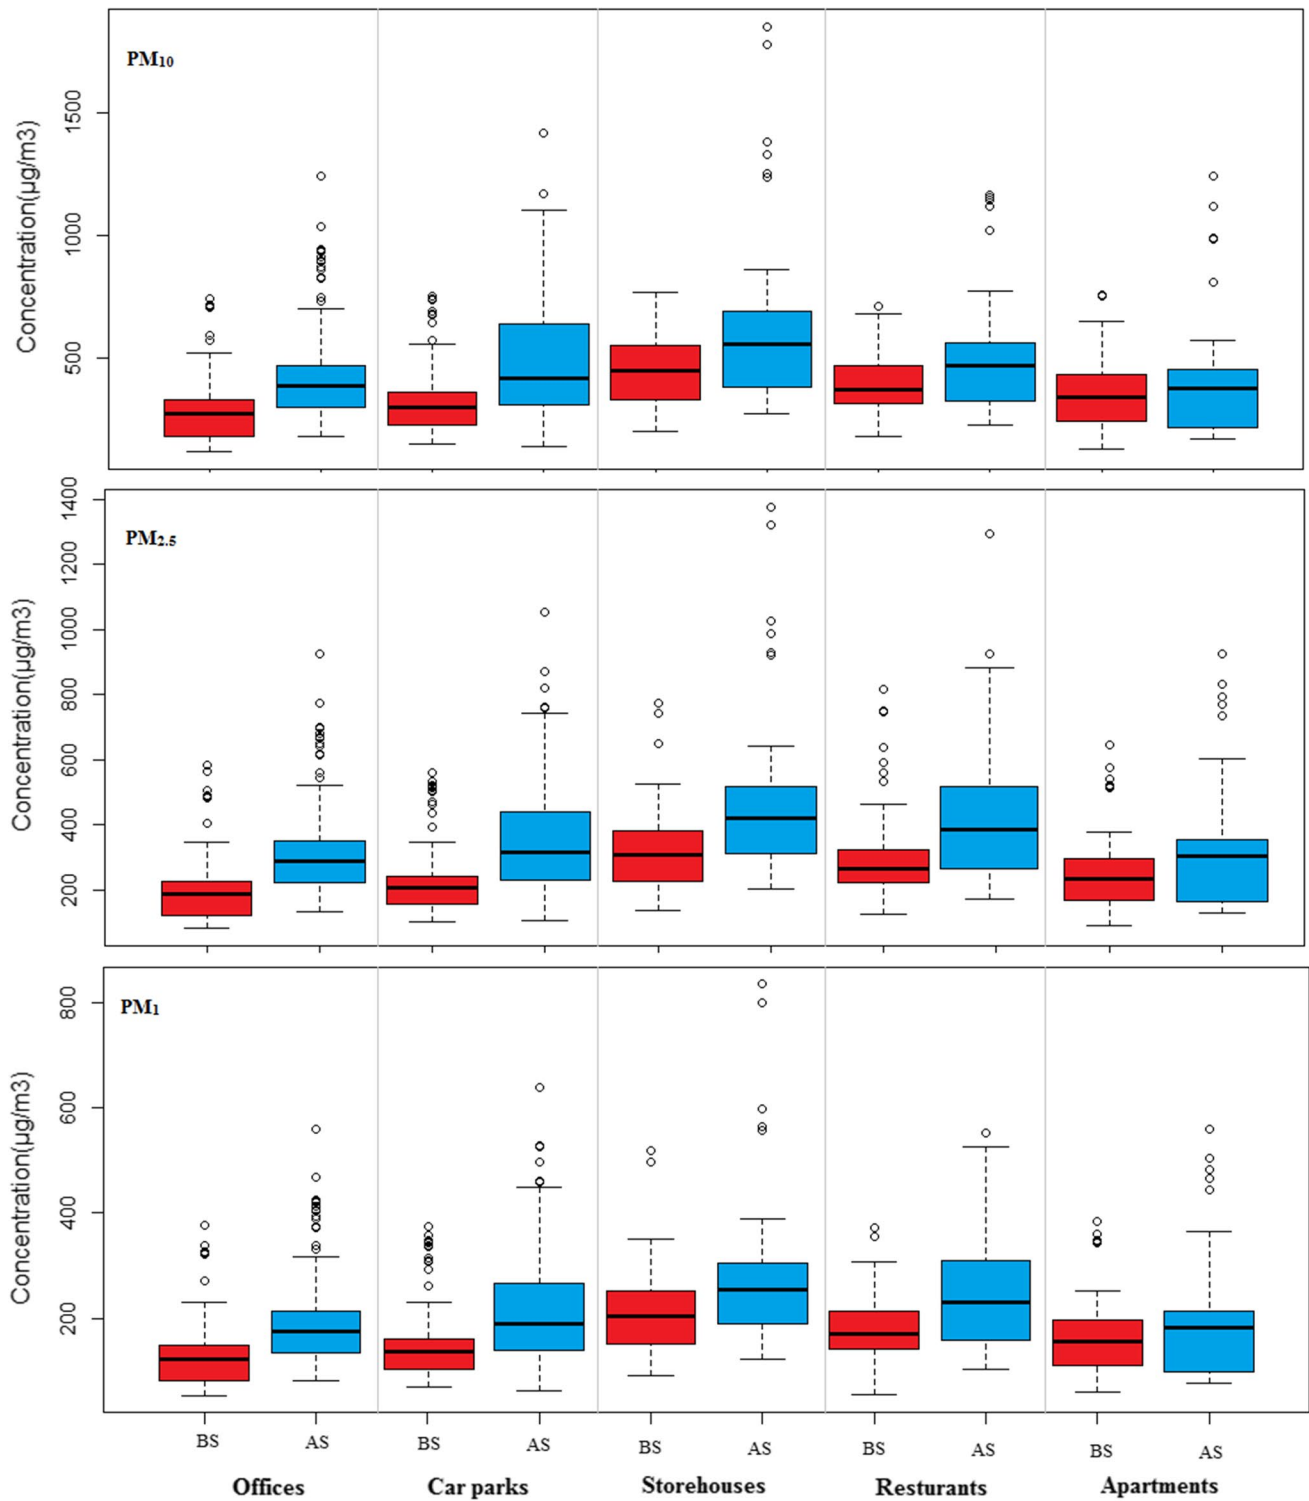 PM10
Concentration(µg/m3)
1500
1000
500
PM2.5
Concentration(µg/m3)
1400
1200
1000
800
600
400
200
PM1
Concentration(µg/m3)
800
600
400
200
BS AS BS AS BS AS BS AS BS AS
Offices Car parks Storehouses Resturants Apartments